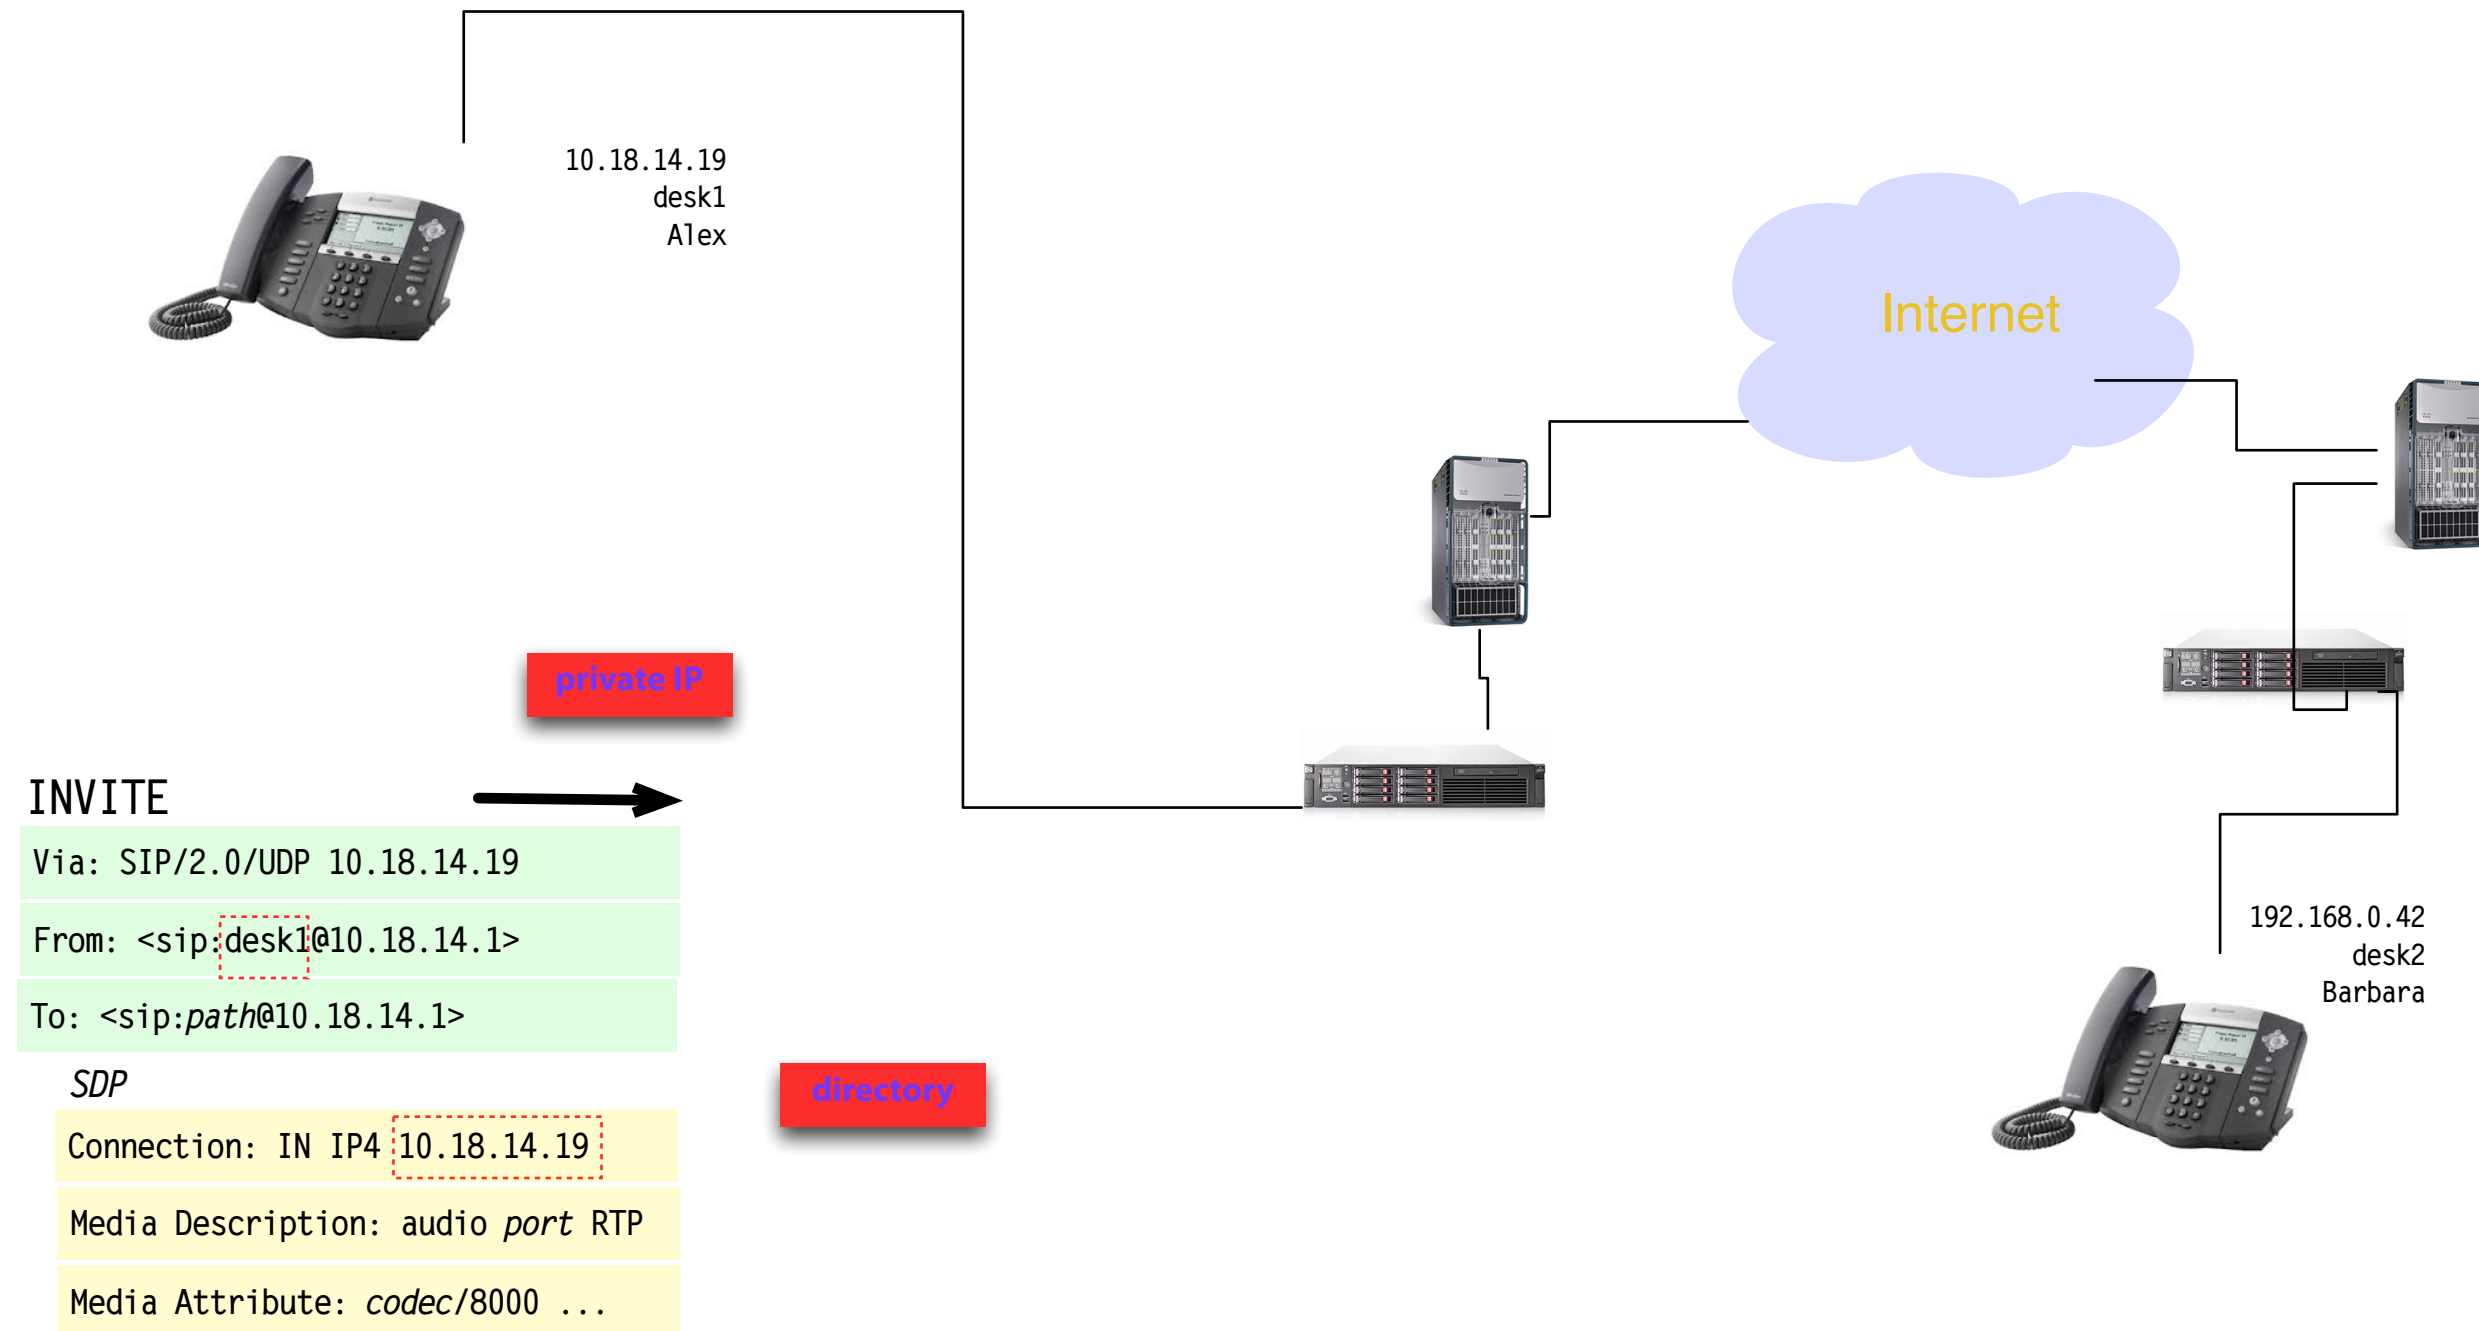 10.18.14.19
desk1
Alex
Internet
private IP
INVITE
Via: SIP/2.0/UDP 10.18.14.19
From: <sip:desk1@10.18.14.1>
To: <sip:path@10.18.14.1>
SDP
Connection: IN IP4 10.18.14.19
Media Description: audio port RTP
Media Attribute: codec/8000 ...
directory
192.168.0.42
desk2
Barbara